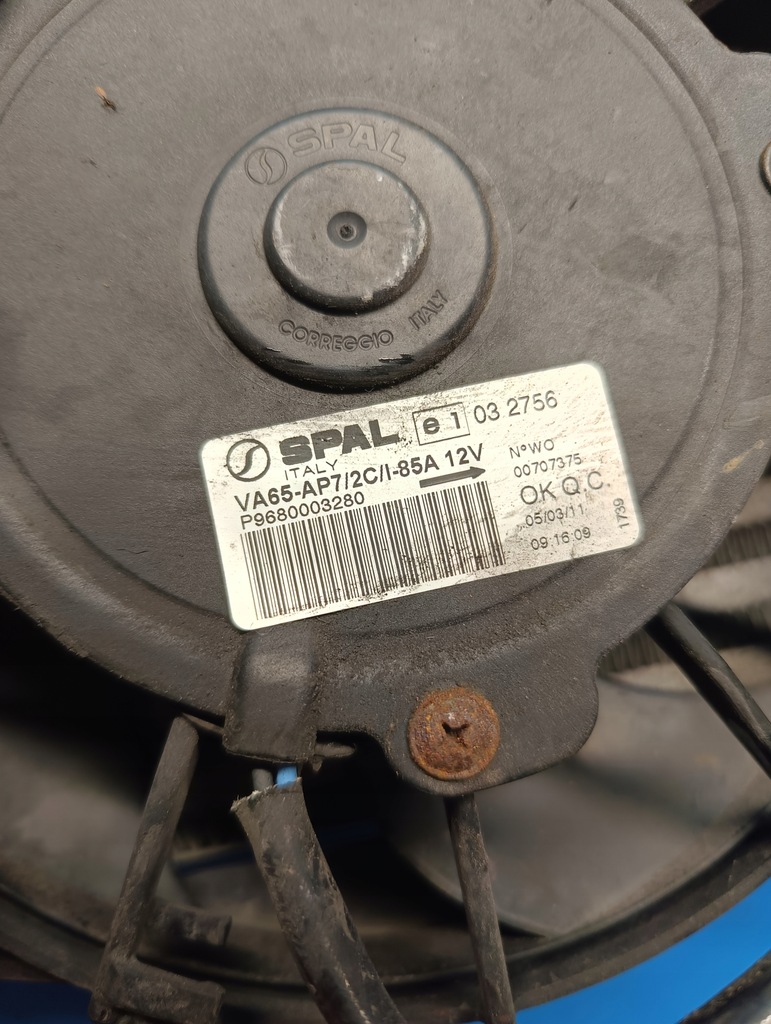 SPAL
CORREGGIO ITALY
SPAL e 1 03 2756
ITALY
VA65-AP7/2C/I-85A 12V
P9680003280
N° WO
00707375
OK Q.C.
05/03/11
09 16 09
1739